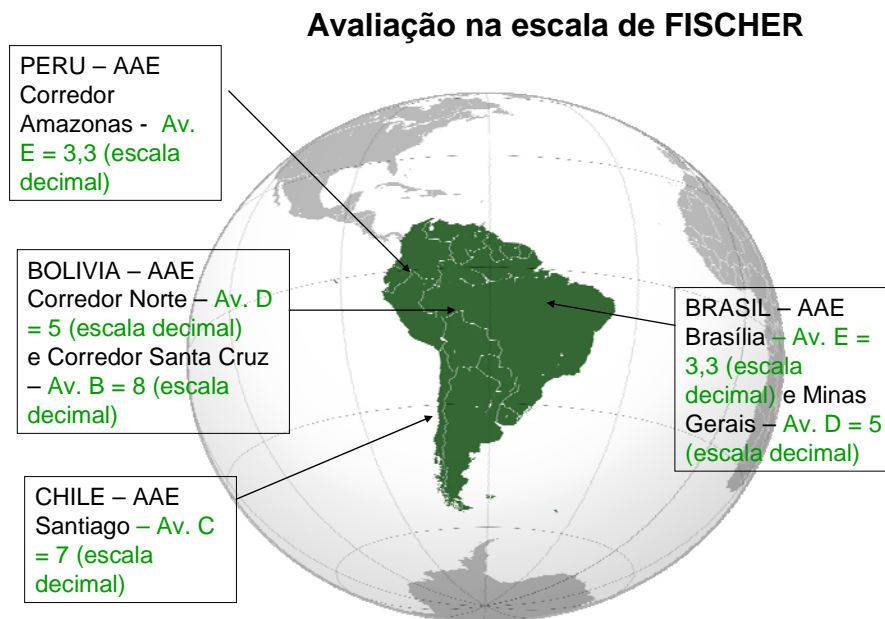 Avaliação na escala de FISCHER
PERU – AAE
Corredor
Amazonas - Av.
E = 3,3 (escala
decimal)
BOLIVIA – AAE
Corredor Norte – Av. D
= 5 (escala decimal)
e Corredor Santa Cruz
– Av. B = 8 (escala
decimal)
BRASIL – AAE
Brasília – Av. E =
3,3 (escala
decimal) e Minas
Gerais – Av. D = 5
(escala decimal)
CHILE – AAE
Santiago – Av. C
= 7 (escala
decimal)